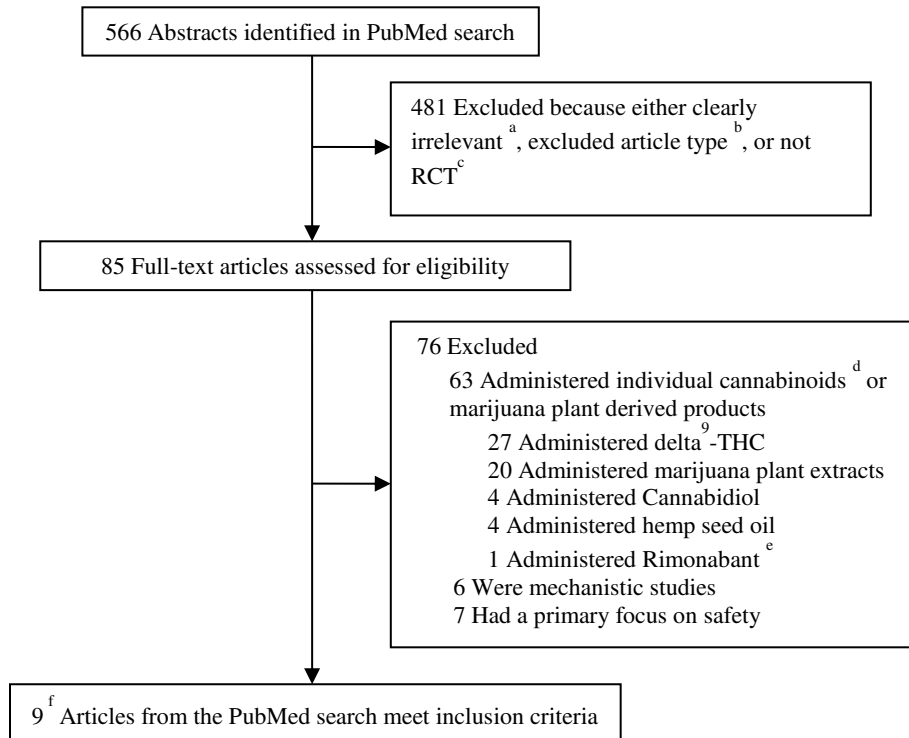 566 Abstracts identified in PubMed search
481 Excluded because either clearly
irrelevant a, excluded article type b, or not
RCT c
85 Full-text articles assessed for eligibility
76 Excluded
63 Administered individual cannabinoids d or
marijuana plant derived products
27 Administered delta9-THC
20 Administered marijuana plant extracts
4 Administered Cannabidiol
4 Administered hemp seed oil
1 Administered Rimonabant e
6 Were mechanistic studies
7 Had a primary focus on safety
9 f Articles from the PubMed search meet inclusion criteria